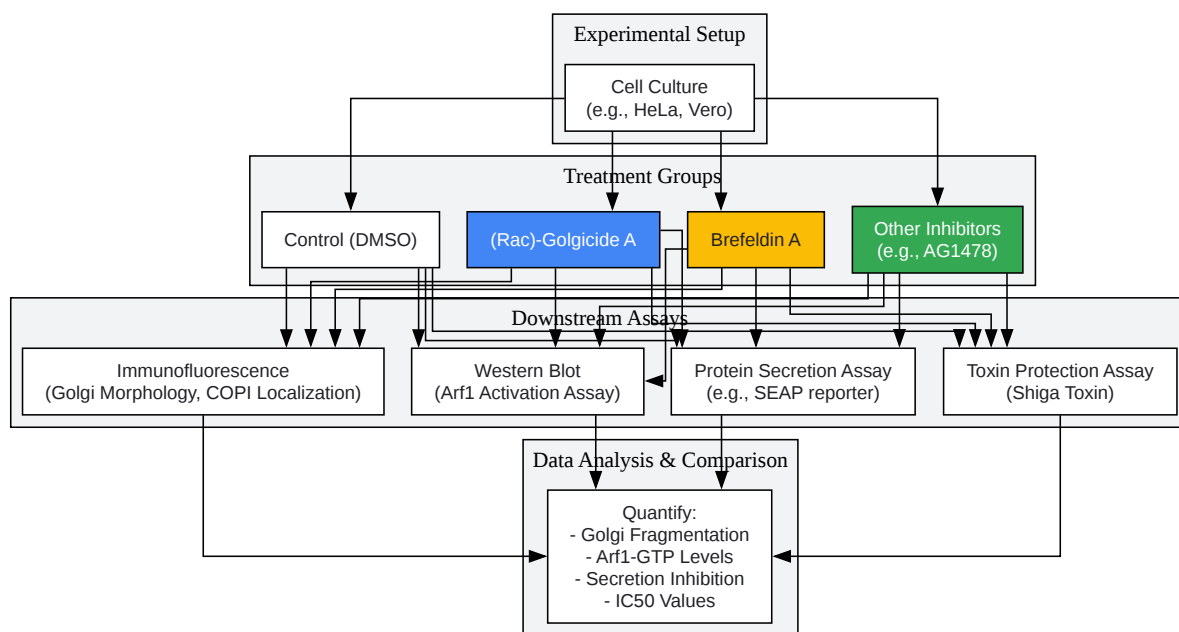 Experimental Setup
Cell Culture
(e.g., HeLa, Vero)
Treatment Groups
Control (DMSO)
(Rac)-Golgicide A
Brefeldin A
Other Inhibitors
(e.g., AG1478)
Downstream Assays
Immunofluorescence
(Golgi Morphology, COPI Localization)
Western Blot
(Arf1 Activation Assay)
Protein Secretion Assay
(e.g., SEAP reporter)
Toxin Protection Assay
(Shiga Toxin)
Data Analysis & Comparison
Quantify:
- Golgi Fragmentation
- Arf1-GTP Levels
- Secretion Inhibition
- IC50 Values